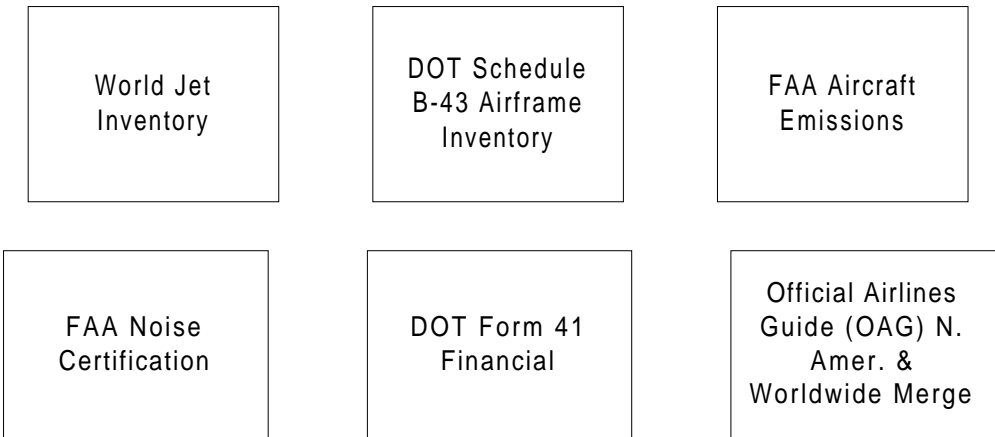 World Jet
Inventory
DOT Schedule
B-43 Airframe
Inventory
FAA Aircraft
Emissions
FAA Noise
Certification
DOT Form 41
Financial
Official Airlines
Guide (OAG) N.
Amer. &
Worldwide Merge